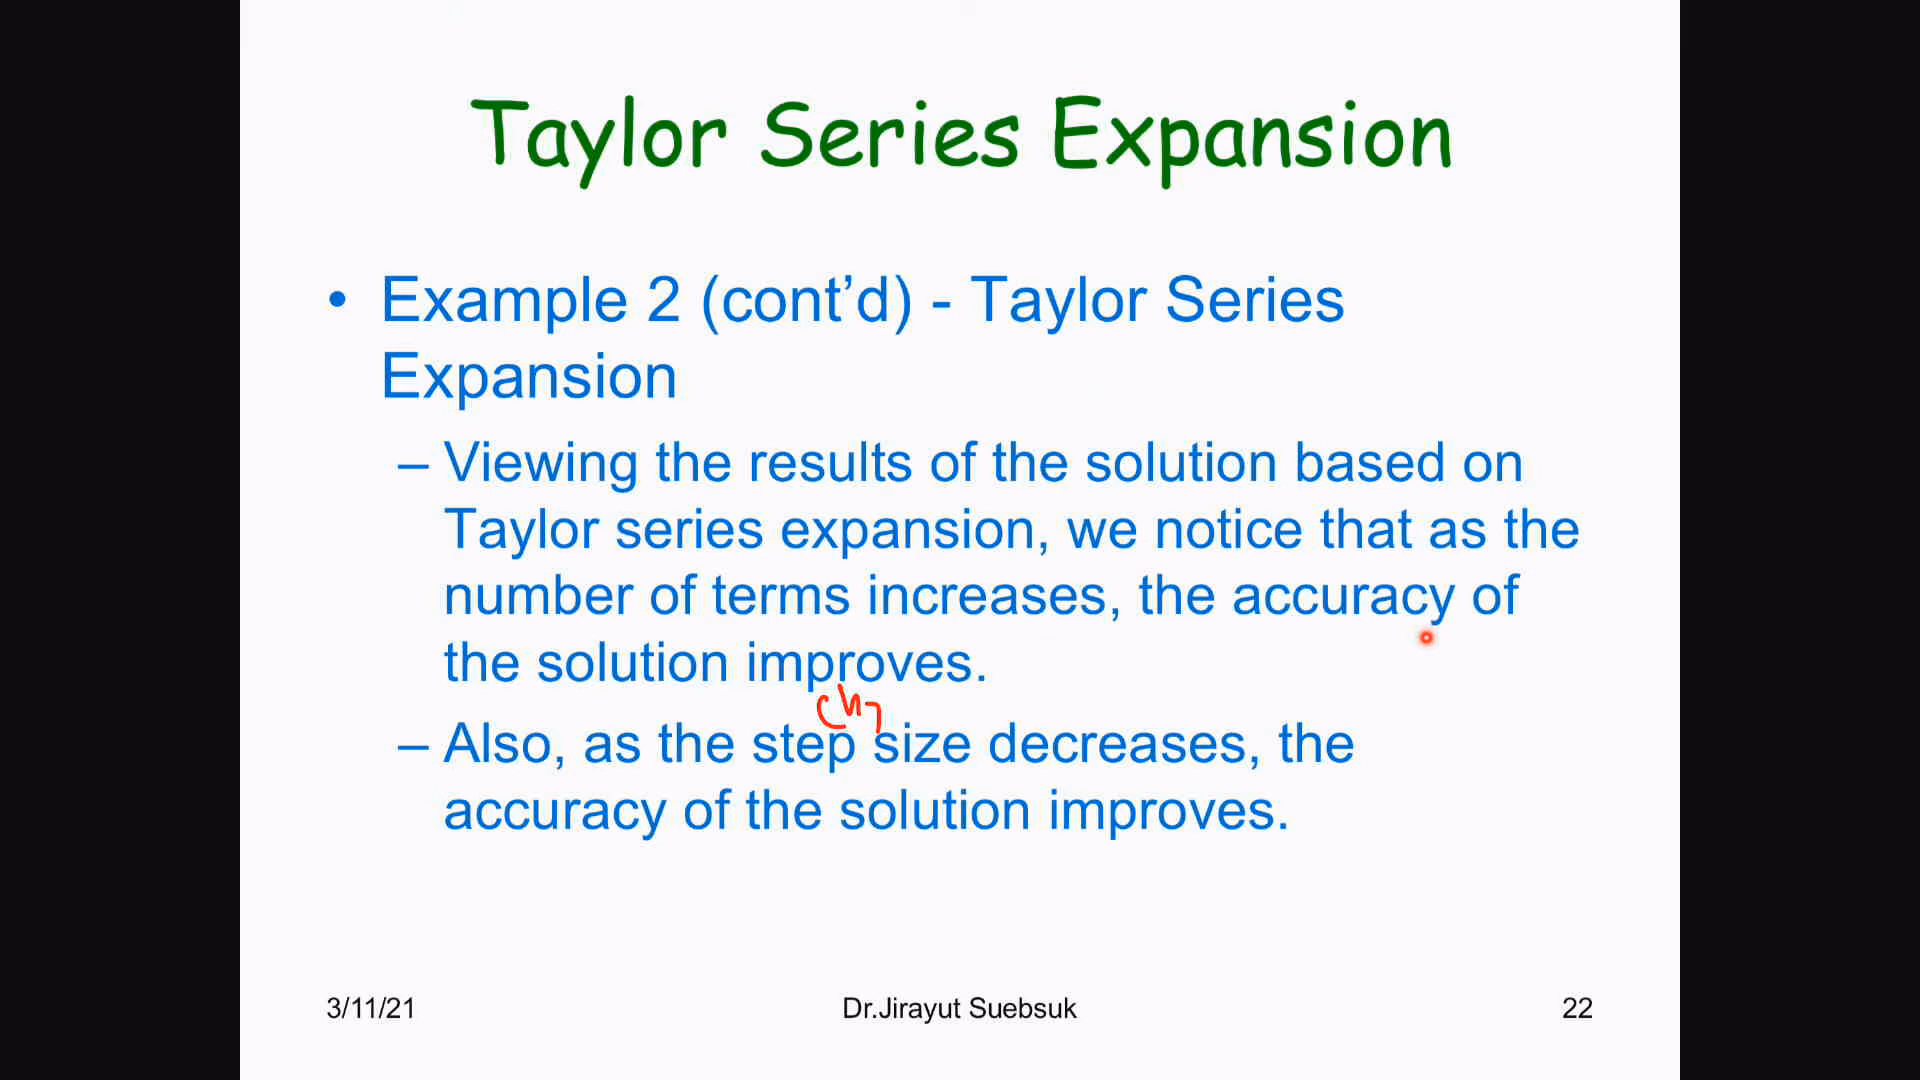 Taylor Series Expansion
• Example 2 (cont’d) - Taylor Series
Expansion
– Viewing the results of the solution based on
Taylor series expansion, we notice that as the
number of terms increases, the accuracy of
the solution improves.
(h)
– Also, as the step size decreases, the
accuracy of the solution improves.
3/11/21
Dr.Jirayut Suebsuk
22